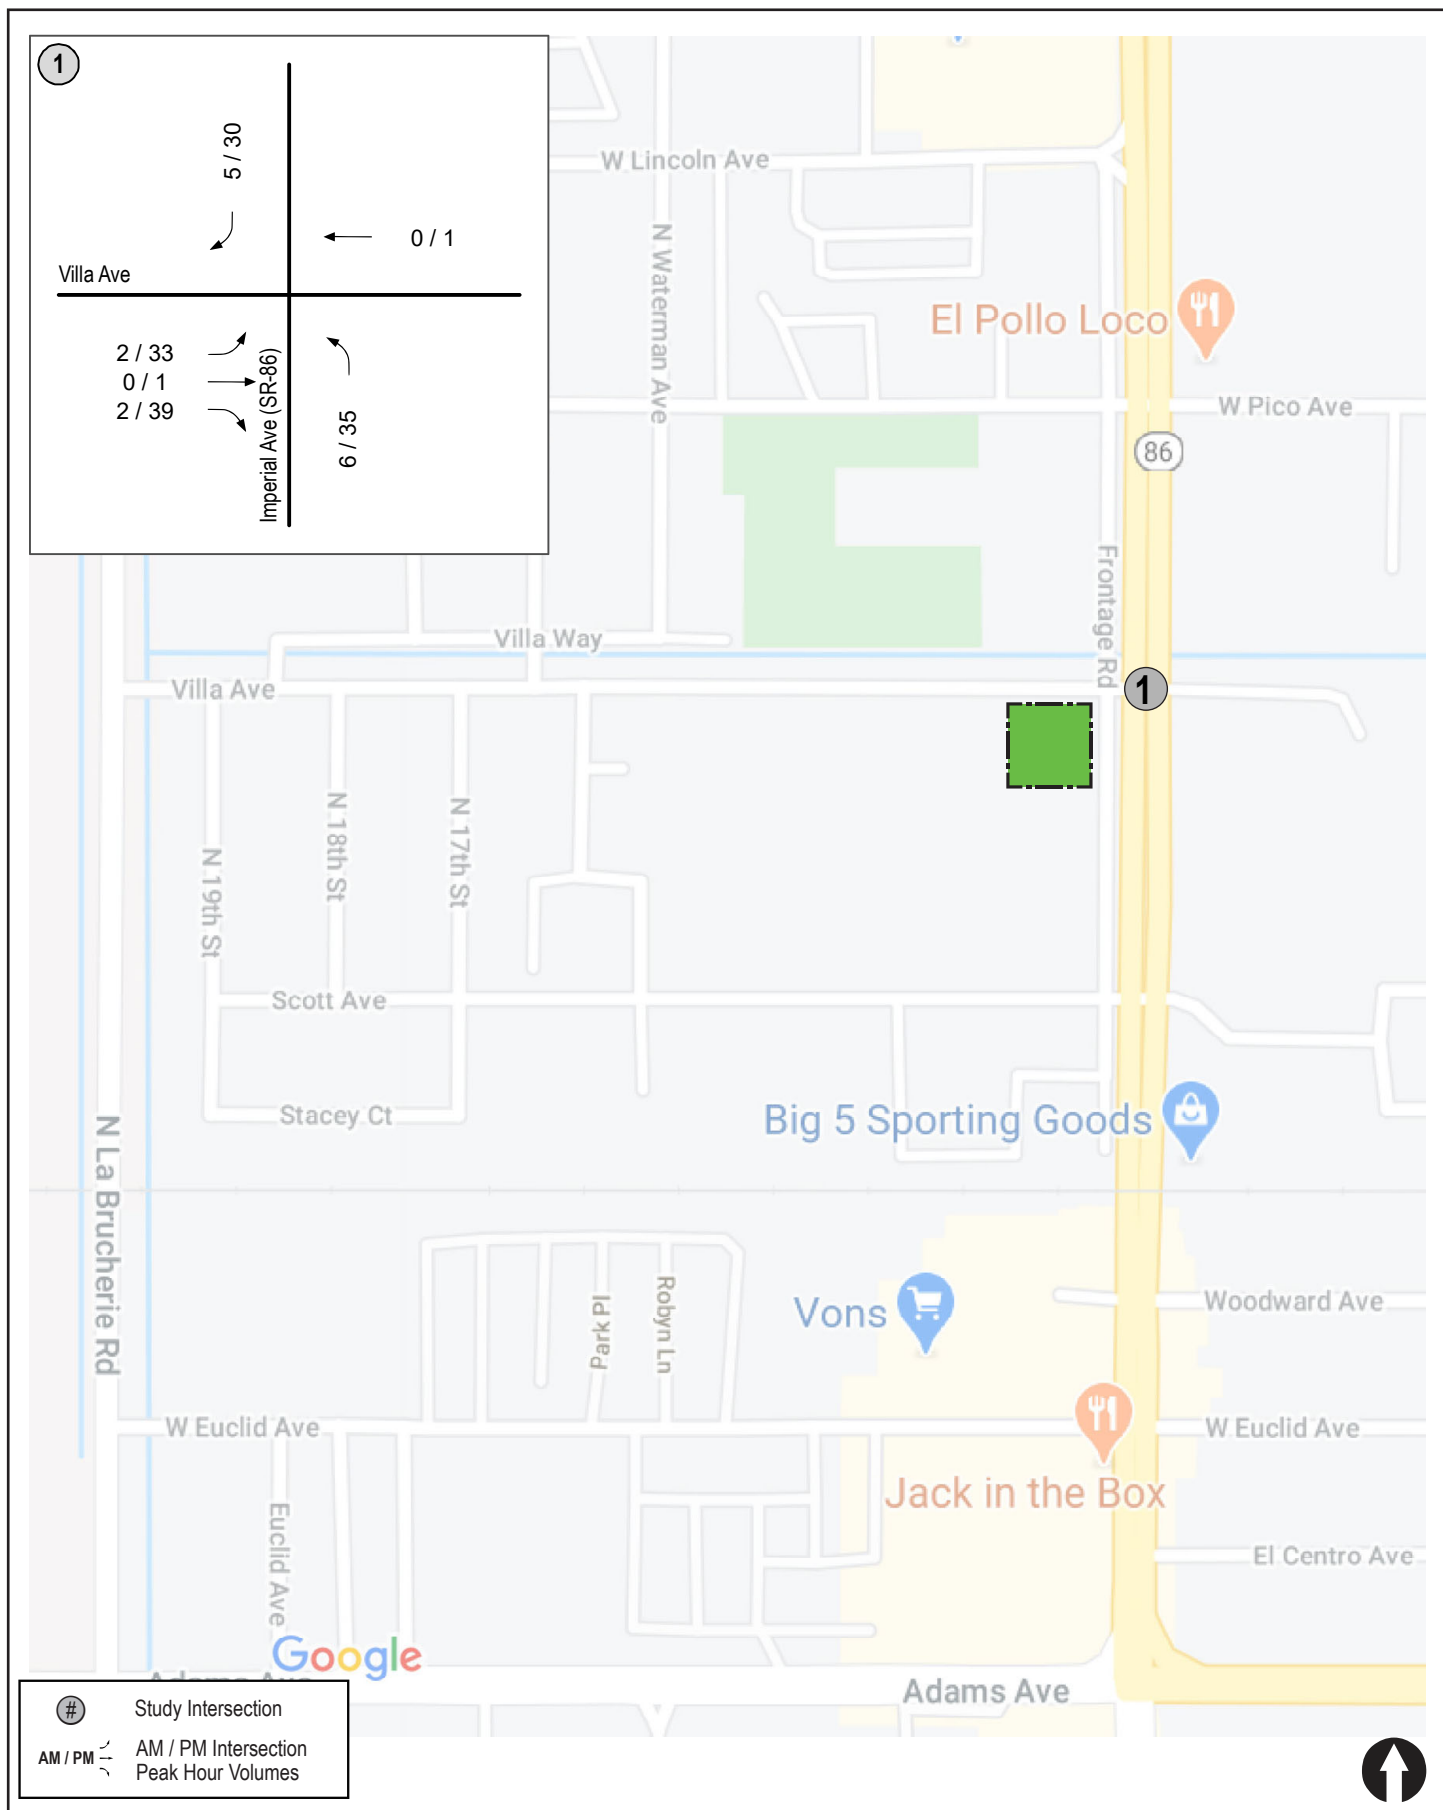 1
5 / 30
0 / 1
Villa Ave
2 / 33
0 / 1
2 / 39
Imperial Ave (SR-86)
6 / 35
W Lincoln Ave
N Waterman Ave
El Pollo Loco
W Pico Ave
86
Frontage Rd
Villa Way
Villa Ave
1
N 19th St
N 18th St
N 17th St
Scott Ave
Stacey Ct
Big 5 Sporting Goods
N La Brucherie Rd
Park Pl
Robyn Ln
Vons
Woodward Ave
W Euclid Ave
W Euclid Ave
Jack in the Box
Euclid Ave
El Centro Ave
Google
Adams Ave
Adams Ave
# Study Intersection
AM / PM AM / PM Intersection
Peak Hour Volumes